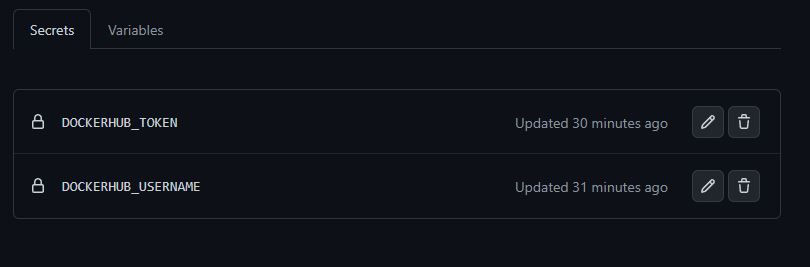 Secrets Variables
DOCKERHUB_TOKEN Updated 30 minutes ago
DOCKERHUB_USERNAME Updated 31 minutes ago